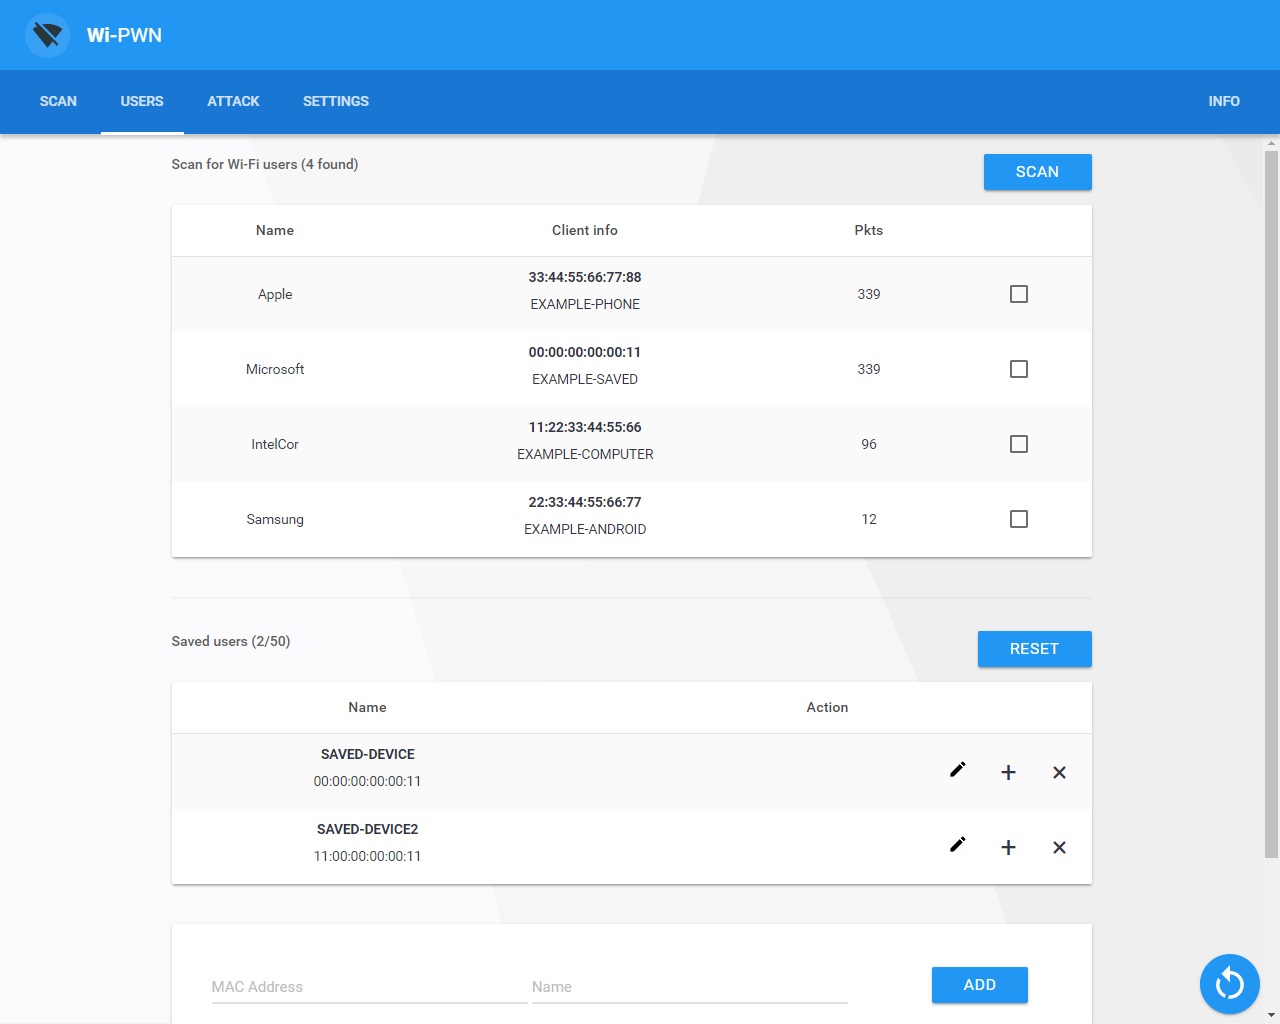 Wi-PWN
SCAN USERS ATTACK SETTINGS INFO
Scan for Wi-Fi users (4 found)
SCAN
Name Client info Pkts
Apple 33:44:55:66:77:88 339
EXAMPLE-PHONE
Microsoft 00:00:00:00:00:11 339
EXAMPLE-SAVED
IntelCor 11:22:33:44:55:66 96
EXAMPLE-COMPUTER
Samsung 22:33:44:55:66:77 12
EXAMPLE-ANDROID
Saved users (2/50)
RESET
Name Action
SAVED-DEVICE
00:00:00:00:00:11
SAVED-DEVICE2
11:00:00:00:00:11
MAC Address Name ADD